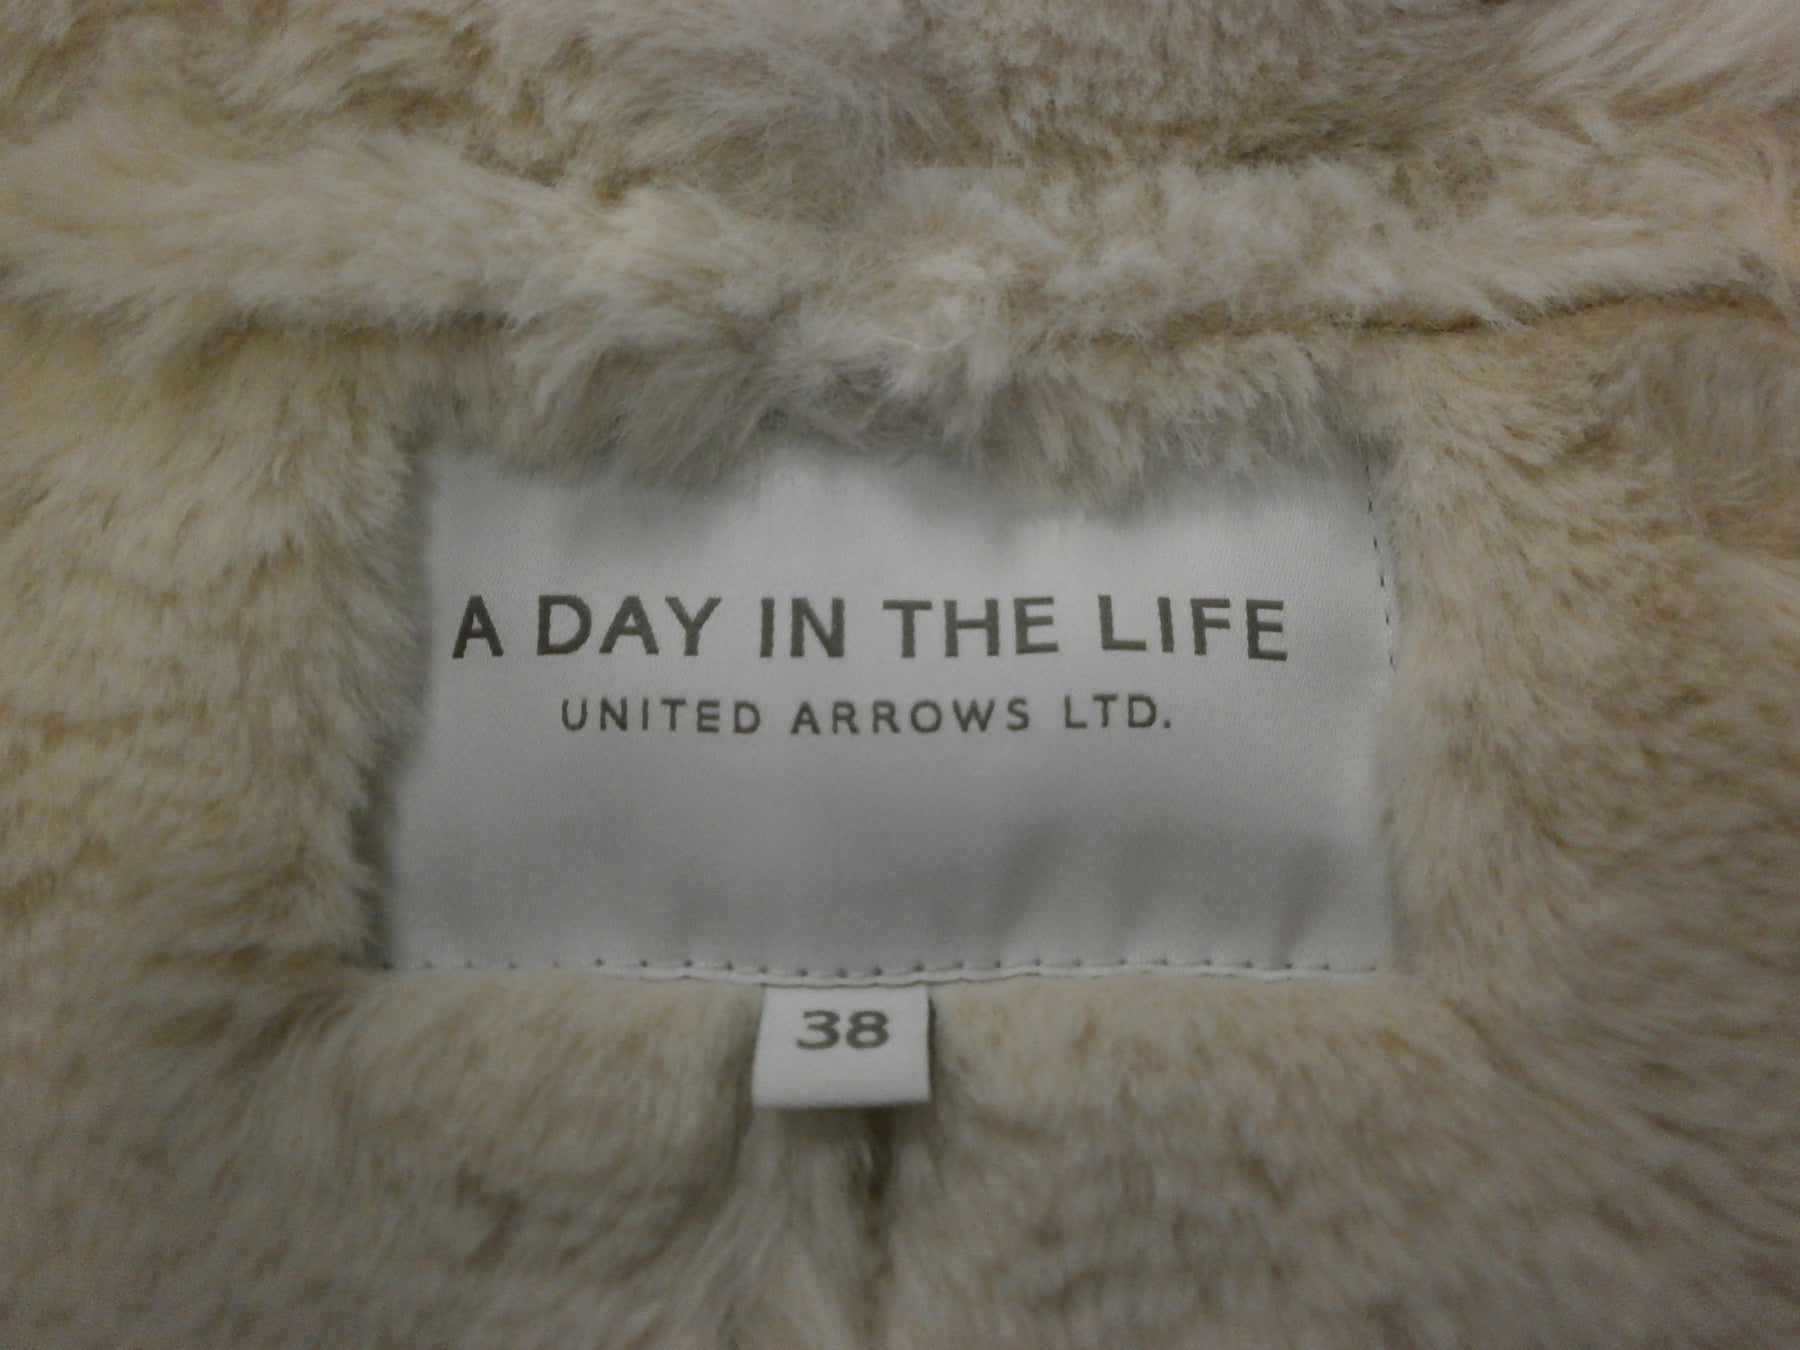 A DAY IN THE LIFE
UNITED ARROWS LTD.
38